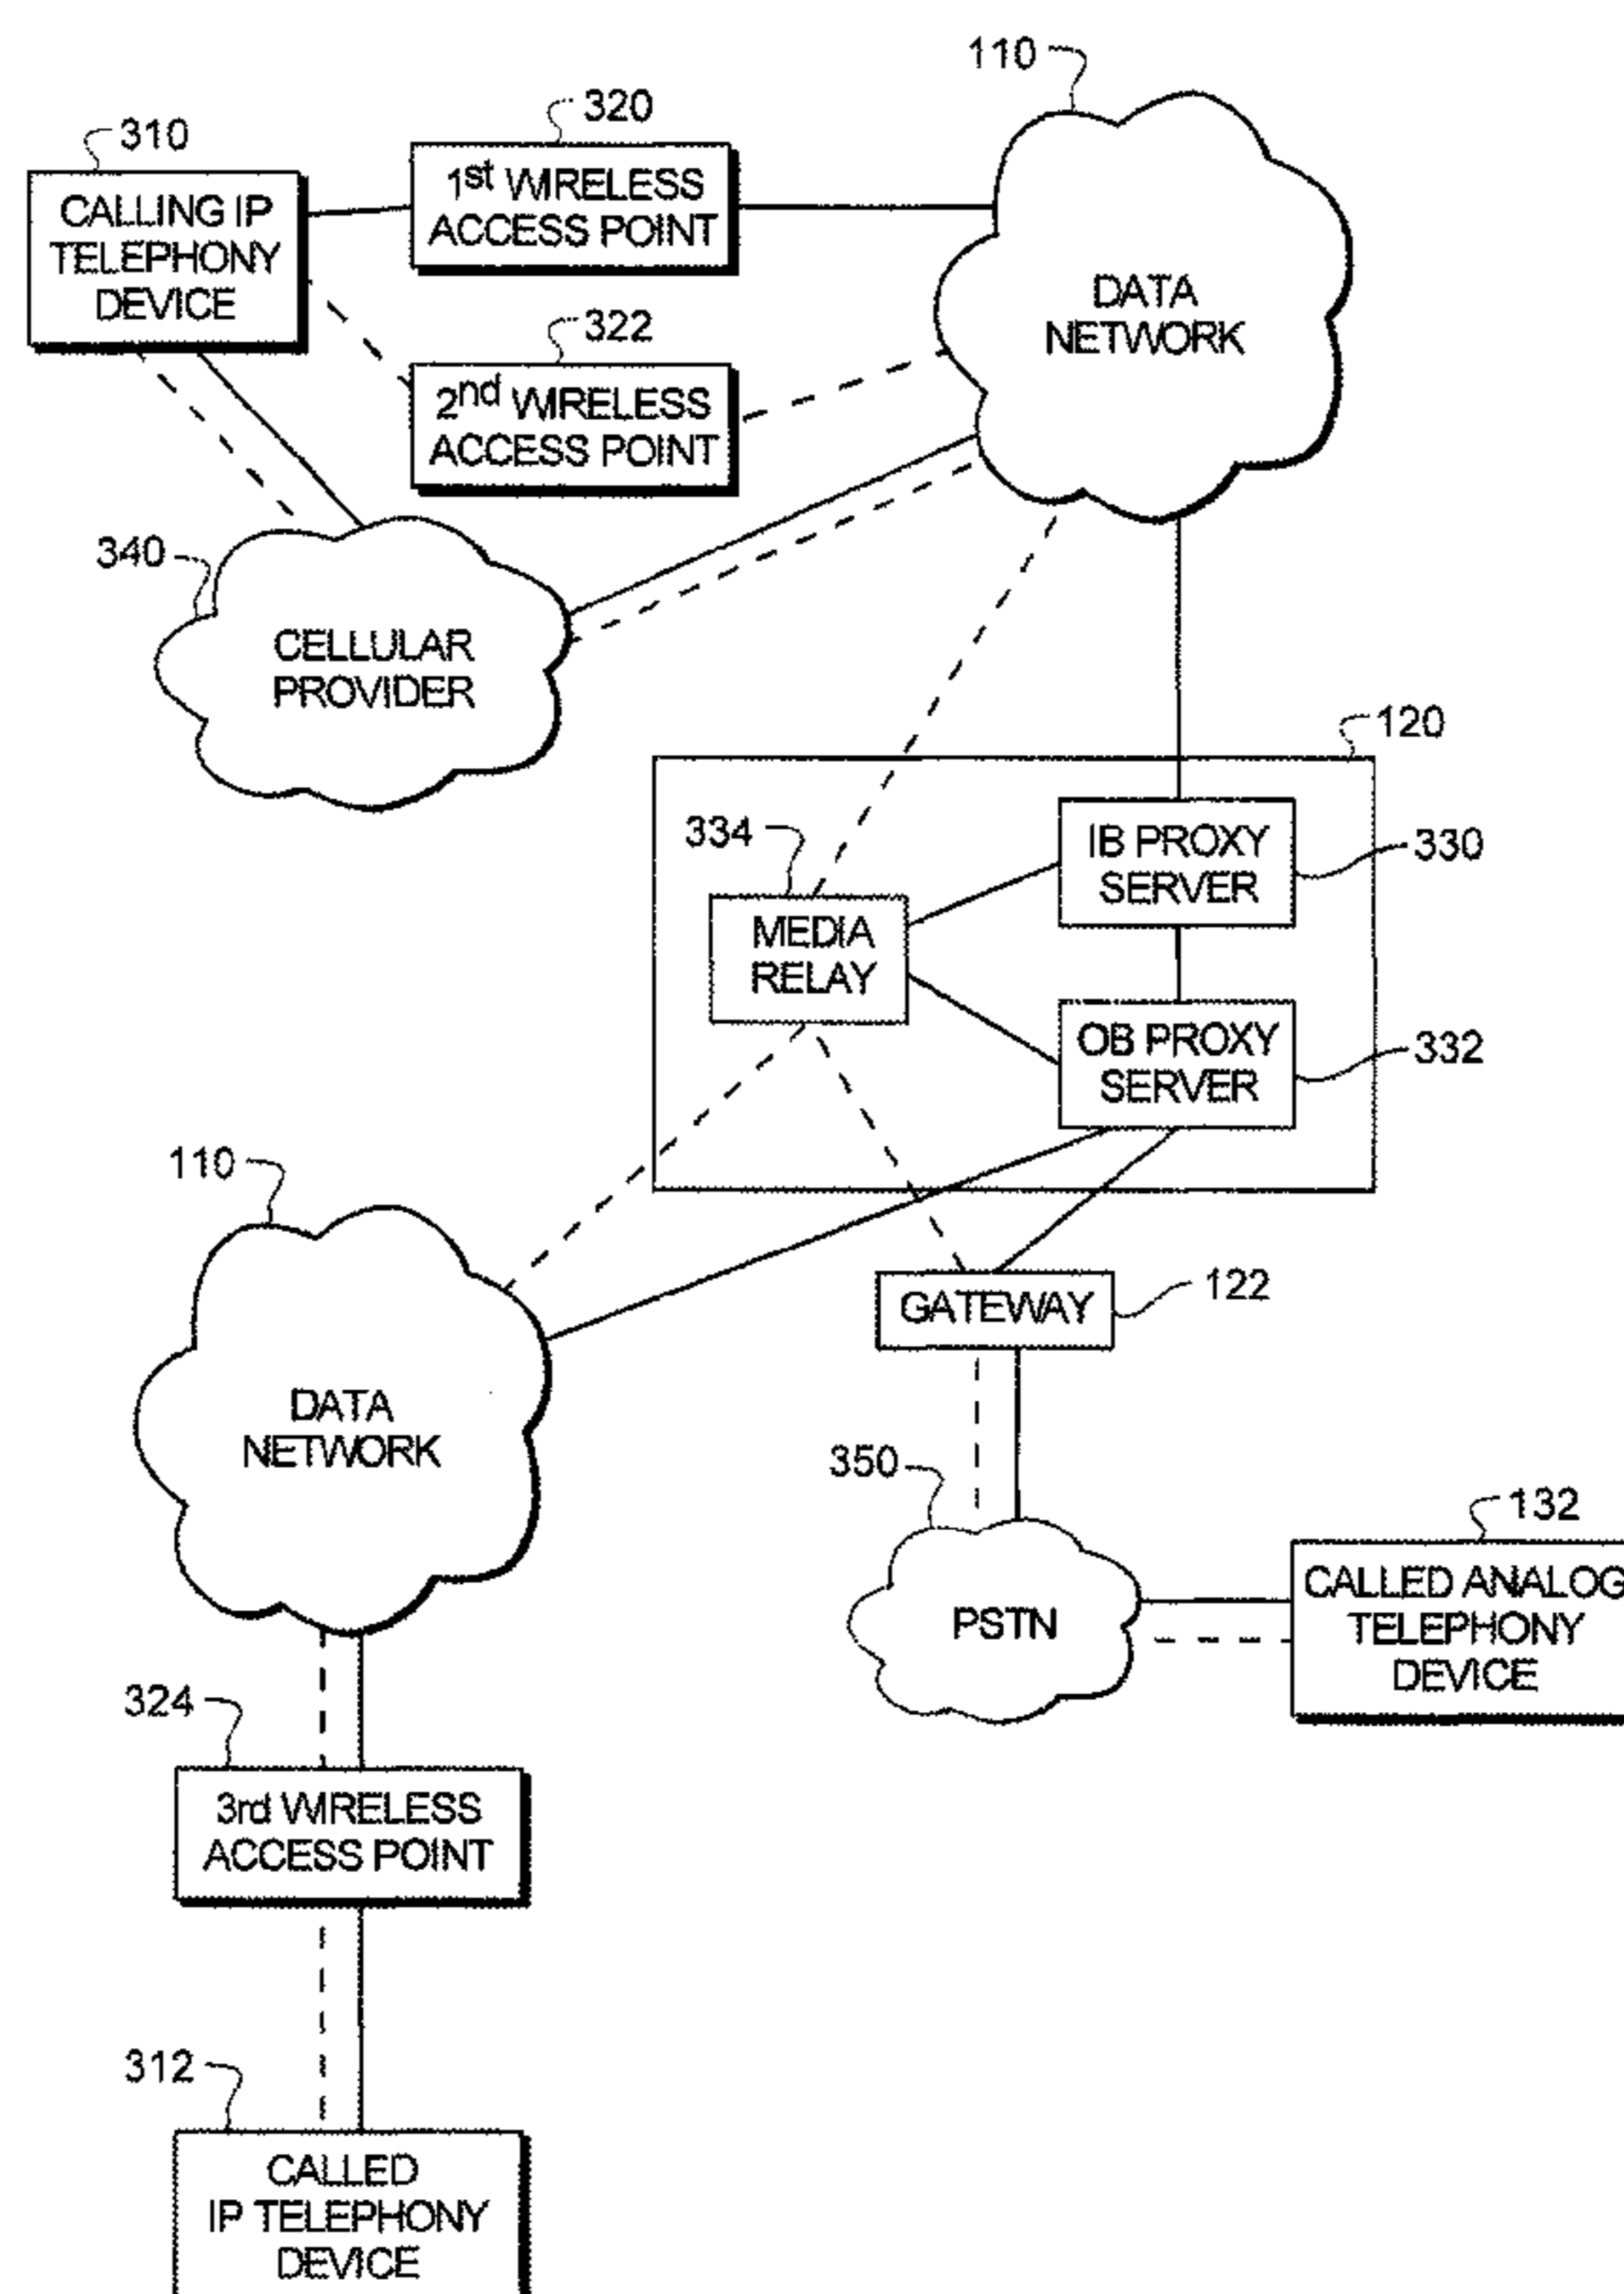 110
320
310
1st WIRELESS
ACCESS POINT
CALLING IP
TELEPHONY
DEVICE
DATA
NETWORK
322
2nd WIRELESS
ACCESS POINT
340
CELLULAR
PROVIDER
120
334
IB PROXY
SERVER
330
MEDIA
RELAY
OB PROXY
SERVER
332
110
GATEWAY
122
DATA
NETWORK
350
132
PSTN
CALLED ANALOG
TELEPHONY
DEVICE
324
3rd WIRELESS
ACCESS POINT
312
CALLED
IP TELEPHONY
DEVICE